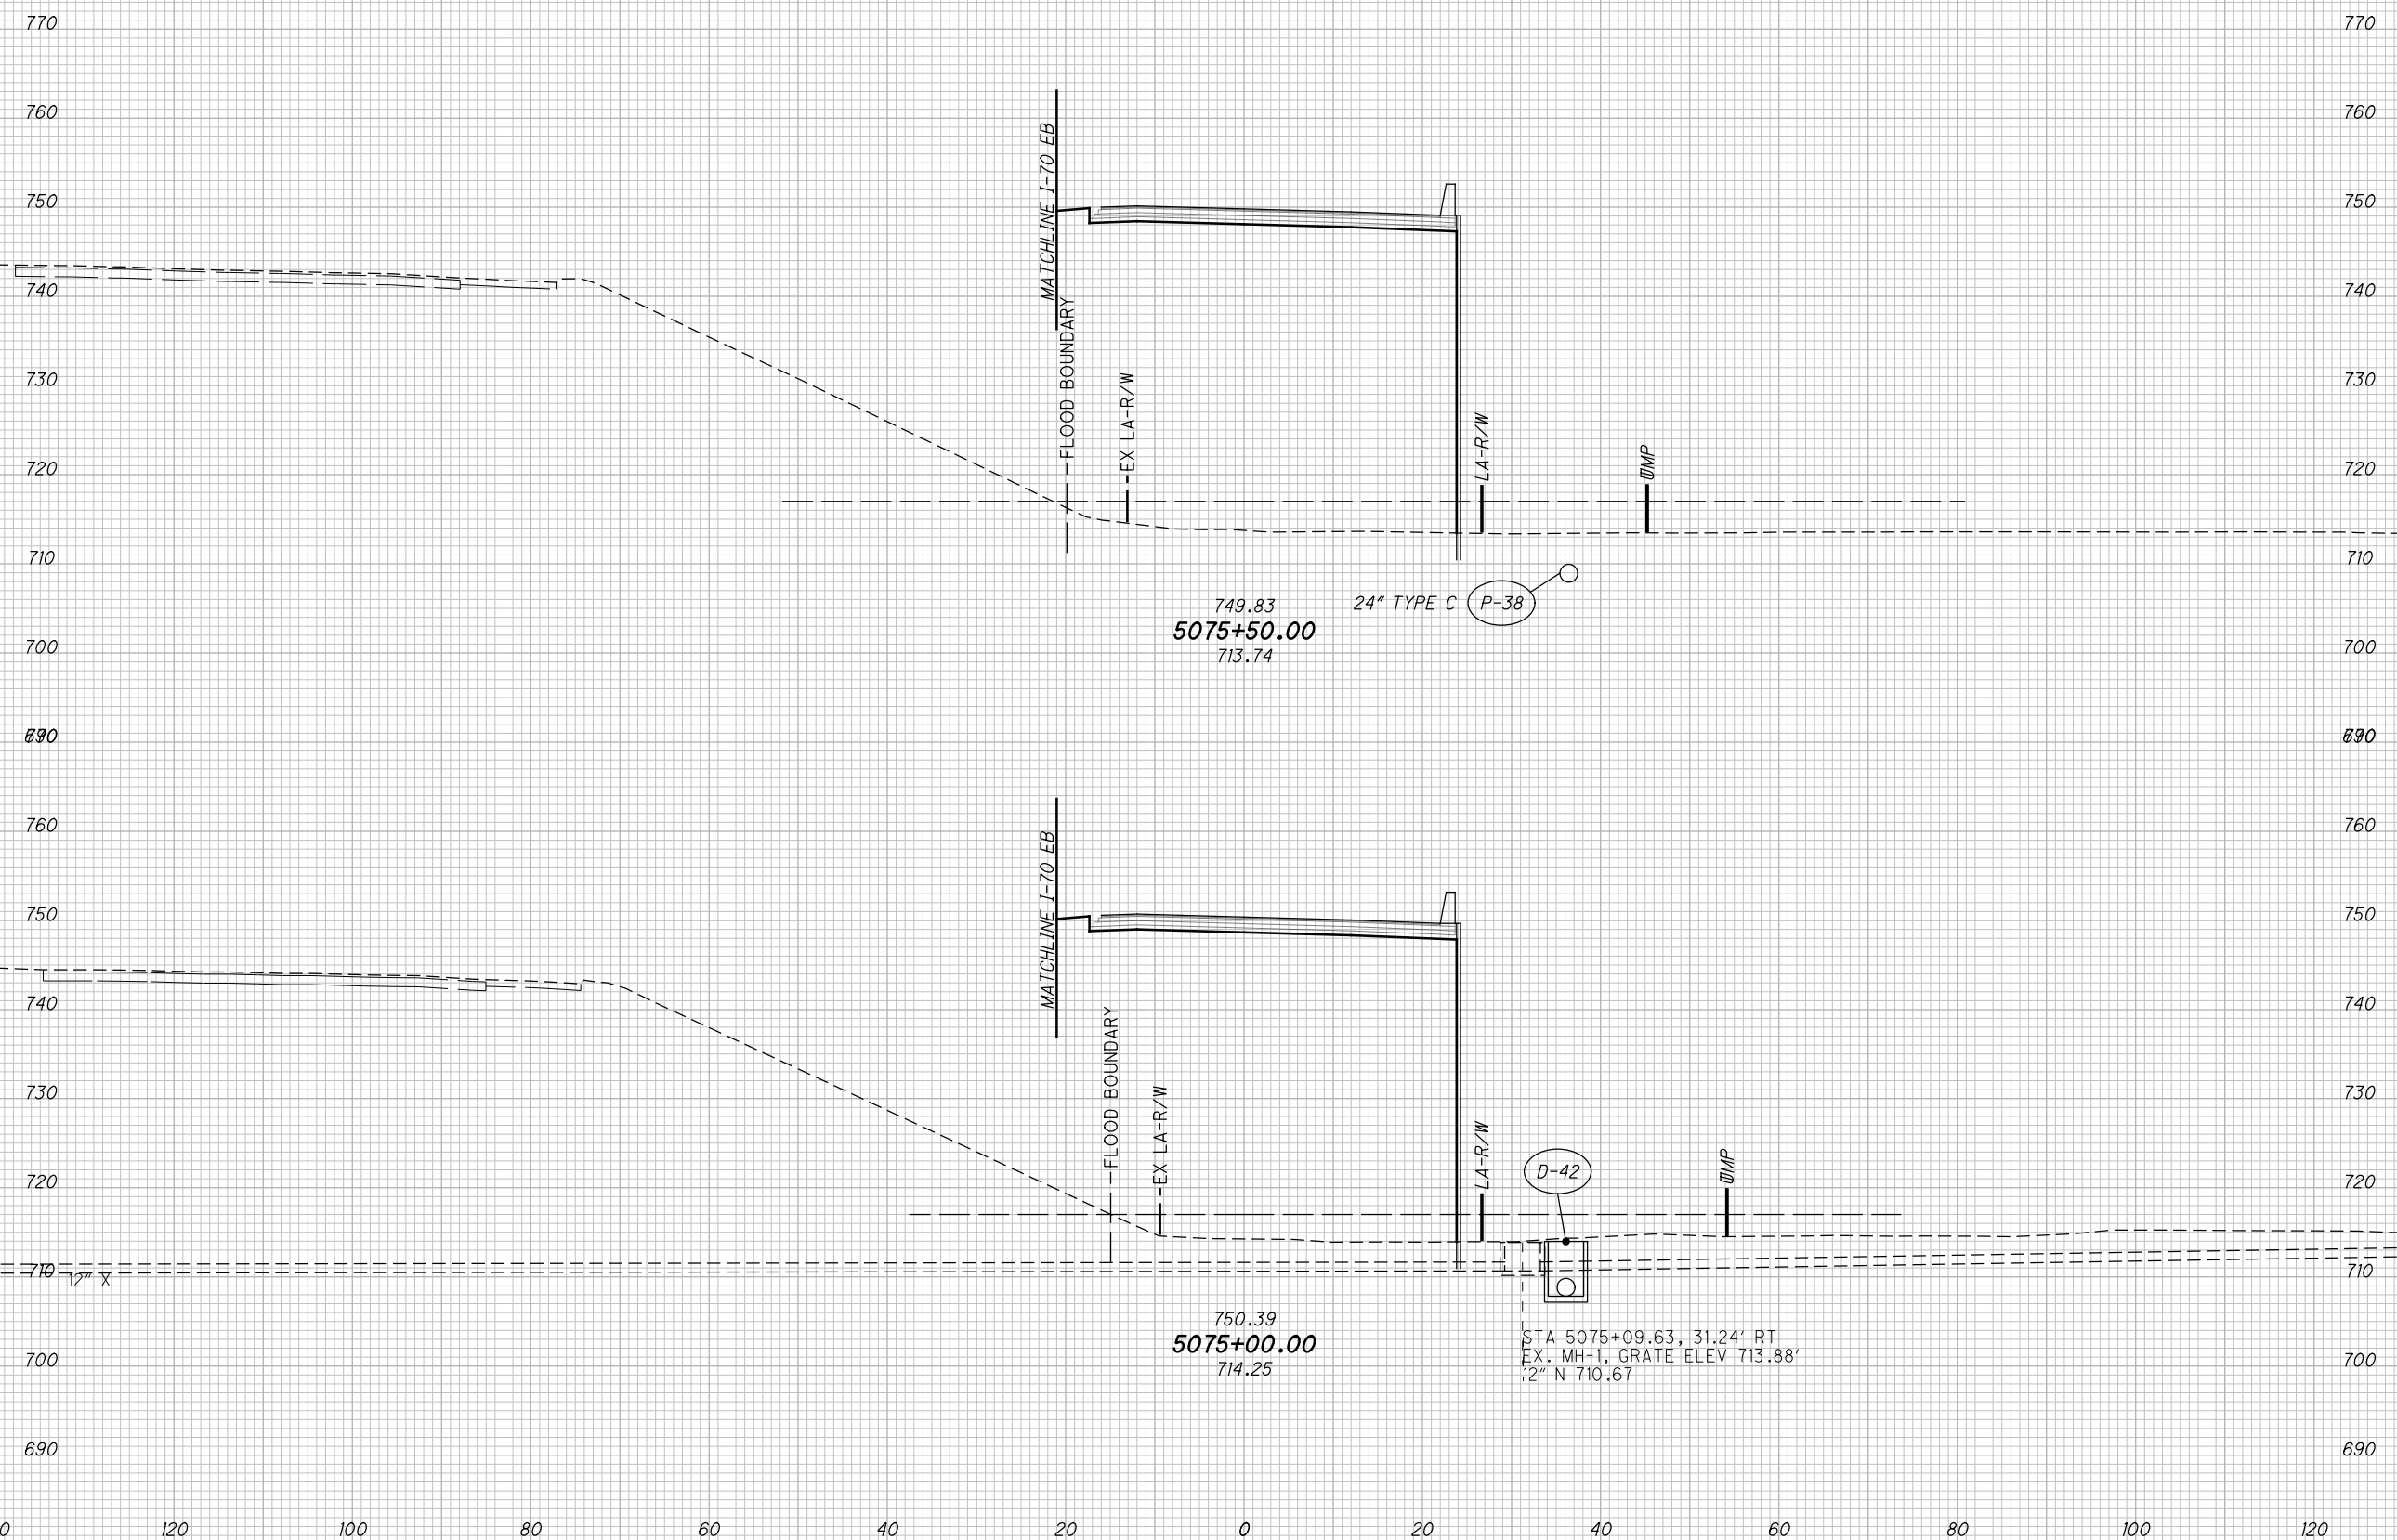 770 770
760 760
MATCHLINE I-70 EB
750 750
740 740
FLOOD BOUNDARY
730 730
EX LA-R/W
LA-R/W
720 720
710 710
749.83
24" TYPE C P-38
5075+50.00
700 700
713.74
690 690
760 760
MATCHLINE I-70 EB
750 750
740 740
FLOOD BOUNDARY
730 730
EX LA-R/W
LA-R/W
D-42
720 720
710 710
12" X
750.39
5075+00.00
714.25
STA 5075+09.63, 31.24' RT
EX. MH-1, GRATE ELEV 713.88'
12" N 710.67
700 700
690 690
120 100 80 60 40 20 0 20 40 60 80 100 120